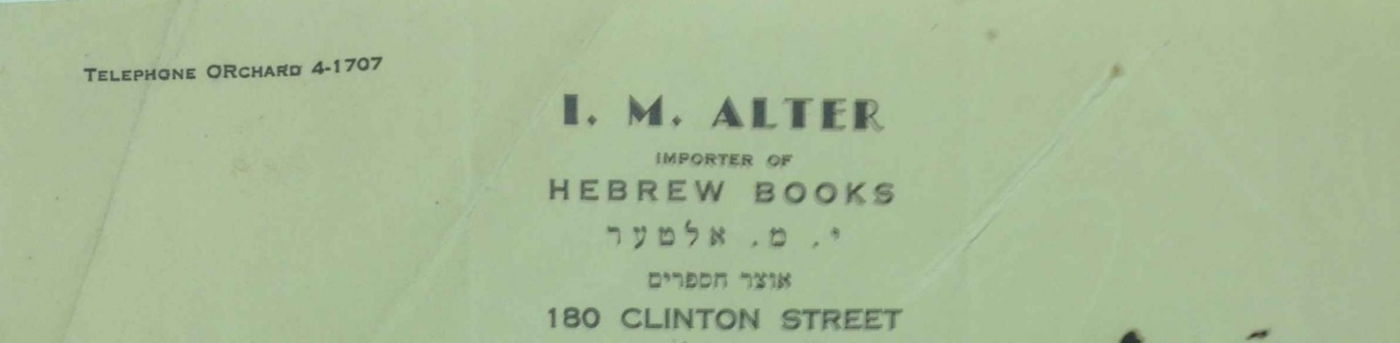 TELEPHONE ORCHARD 4-1707
I. M. ALTER
IMPORTER OF
HEBREW BOOKS
י. מ. אלטער
אוצר הספרים
180 CLINTON STREET